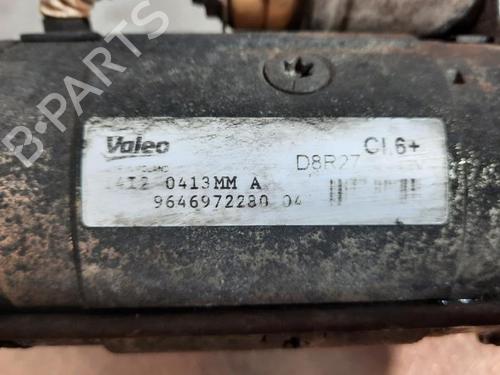 Valeo
CL6+
D8R27
0413MM A
9646972280 04
B-PARTS